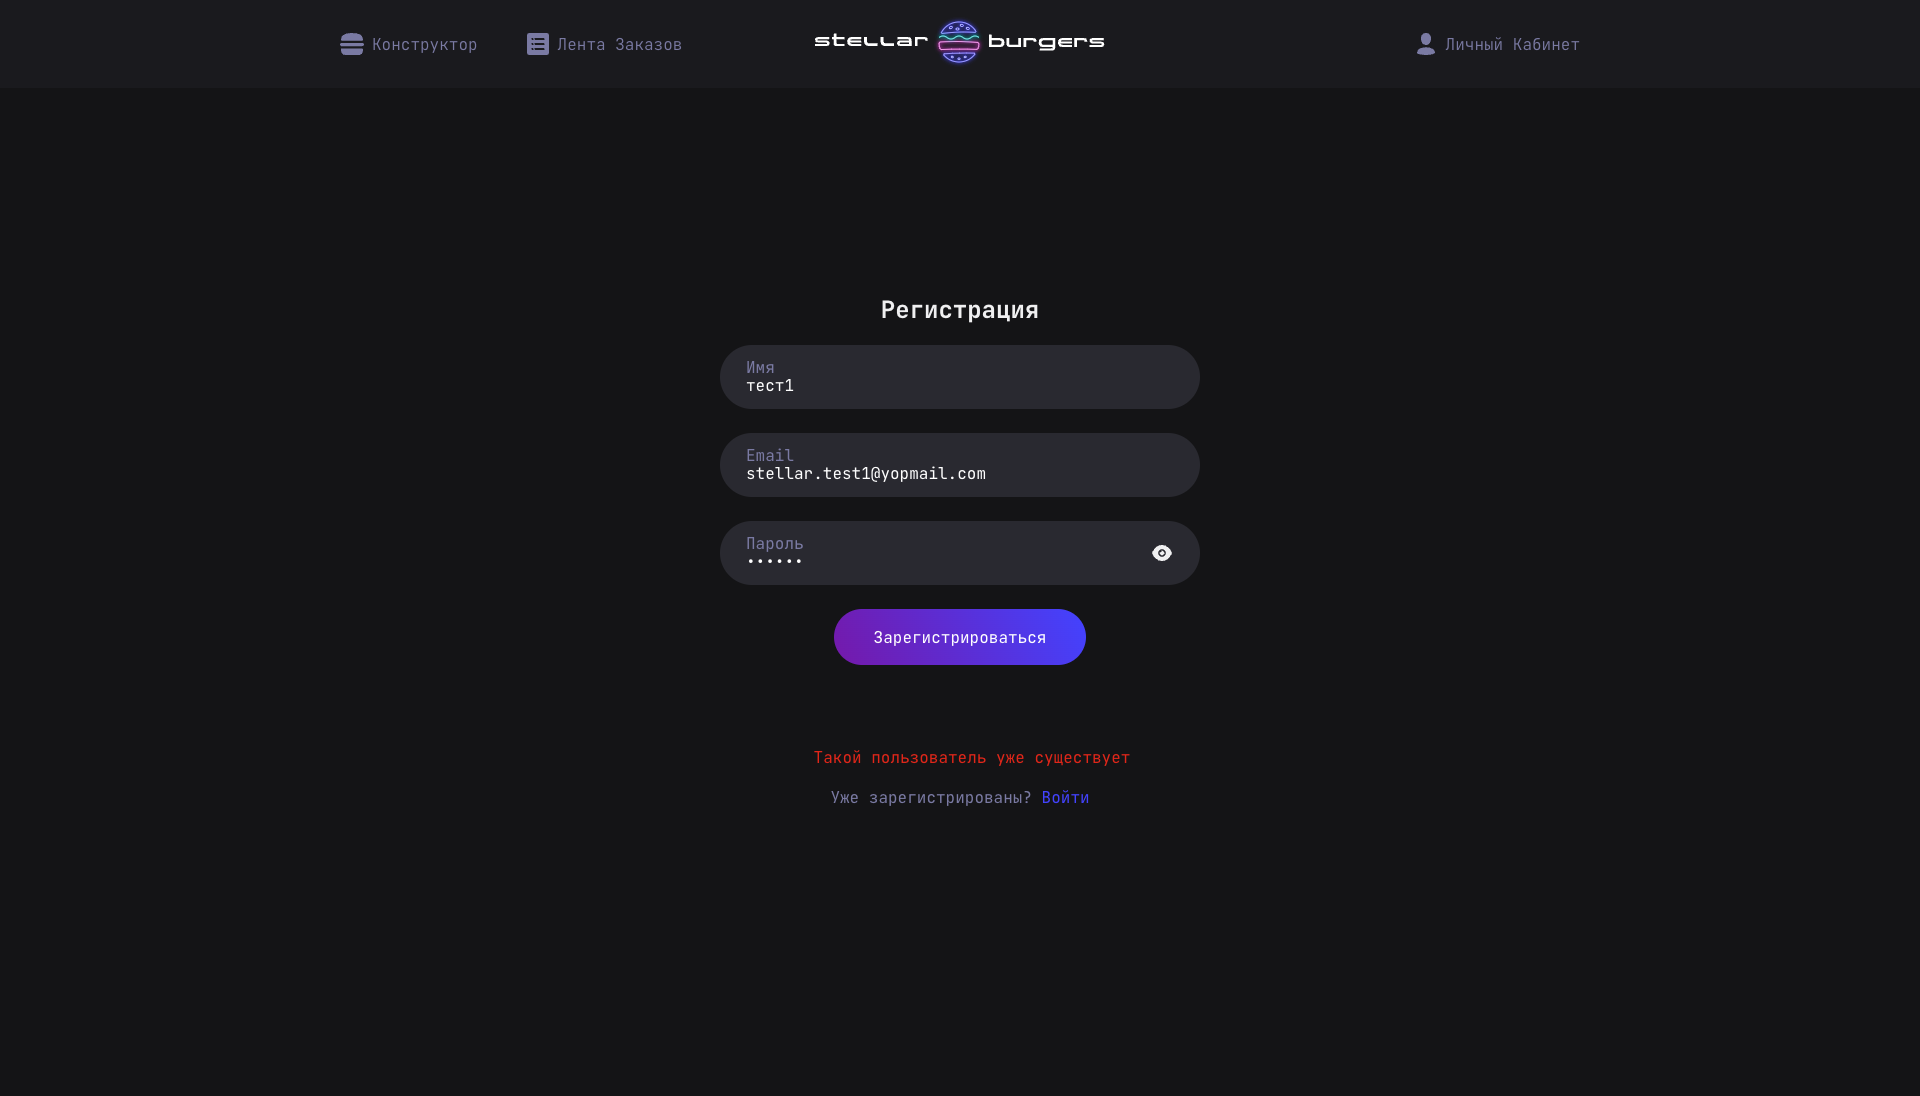 Конструктор
Лента Заказов
stellar burgers
Личный Кабинет
Регистрация
Имя
тест1
Email
stellar.test1@yopmail.com
Пароль
••••••
Зарегистрироваться
Такой пользователь уже существует
Уже зарегистрированы? Войти